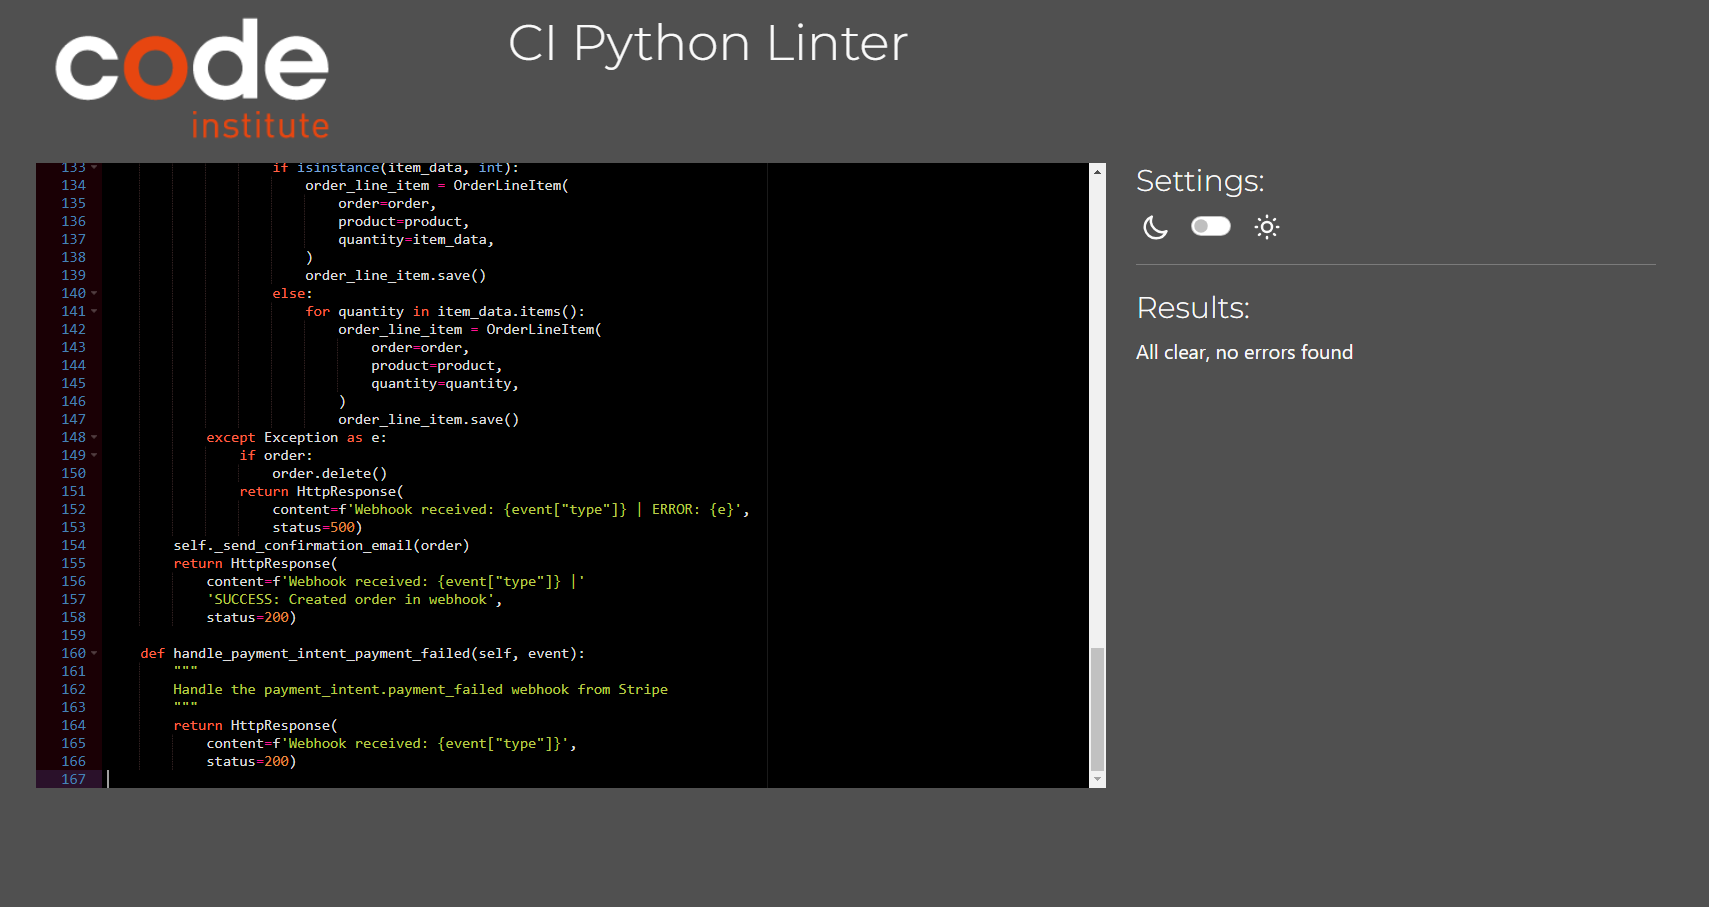 code
institute
CI Python Linter
133 if isinstance(item_data, int):
134 order_line_item = OrderLineItem(
135 order=order,
136 product=product,
137 quantity=item_data,
138 )
139 order_line_item.save()
140 else:
141 for quantity in item_data.items():
142 order_line_item = OrderLineItem(
143 order=order,
144 product=product,
145 quantity=quantity,
146 )
147 order_line_item.save()
148 except Exception as e:
149 if order:
150 order.delete()
151 return HttpResponse(
152 content=f'Webhook received: {event["type"]} | ERROR: {e}',
153 status=500)
154 self._send_confirmation_email(order)
155 return HttpResponse(
156 content=f'Webhook received: {event["type"]} |'
157 'SUCCESS: Created order in webhook',
158 status=200)
159
160 def handle_payment_intent_payment_failed(self, event):
161 """
162 Handle the payment_intent.payment_failed webhook from Stripe
163 """
164 return HttpResponse(
165 content=f'Webhook received: {event["type"]}',
166 status=200)
167
Settings:
Results:
All clear, no errors found